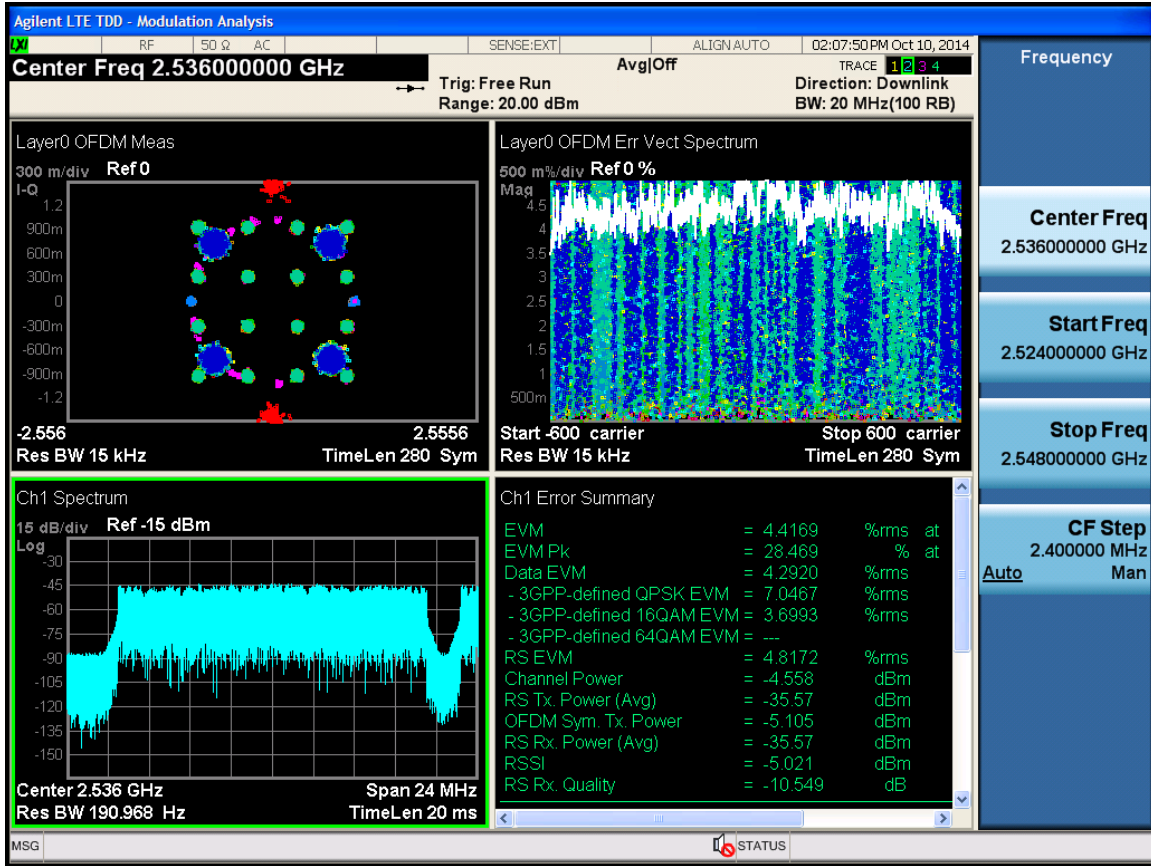 Agilent LTE TDD - Modulation Analysis
LXI RF 50 Ω AC SENSE:EXT ALIGN AUTO 02:07:50 PM Oct 10, 2014
Center Freq 2.536000000 GHz
Avg|Off
TRACE 1 2 3 4
Trig: Free Run
Direction: Downlink
Range: 20.00 dBm
BW: 20 MHz(100 RB)
Layer0 OFDM Meas
300 m/div Ref 0
I-Q
1.2
900m
600m
300m
0
-300m
-600m
-900m
-1.2
-2.556 2.5556
Res BW 15 kHz TimeLen 280 Sym
Layer0 OFDM Err Vect Spectrum
500 m%/div Ref 0 %
Mag
4.5
4
3.5
3
2.5
2
1.5
1
500m
Start -600 carrier Stop 600 carrier
Res BW 15 kHz TimeLen 280 Sym
Ch1 Spectrum
15 dB/div Ref -15 dBm
Log
-30
-45
-60
-75
-90
-105
-120
-135
-150
Center 2.536 GHz Span 24 MHz
Res BW 190.968 Hz TimeLen 20 ms
Ch1 Error Summary
EVM = 4.4169 %rms at
EVM Pk = 28.469 % at
Data EVM = 4.2920 %rms
- 3GPP-defined QPSK EVM = 7.0467 %rms
- 3GPP-defined 16QAM EVM = 3.6993 %rms
- 3GPP-defined 64QAM EVM = ---
RS EVM = 4.8172 %rms
Channel Power = -4.558 dBm
RS Tx. Power (Avg) = -35.57 dBm
OFDM Sym. Tx. Power = -5.105 dBm
RS Rx. Power (Avg) = -35.57 dBm
RSSI = -5.021 dBm
RS Rx. Quality = -10.549 dB
Frequency
Center Freq
2.536000000 GHz
Start Freq
2.524000000 GHz
Stop Freq
2.548000000 GHz
CF Step
2.400000 MHz
Auto Man
MSG STATUS